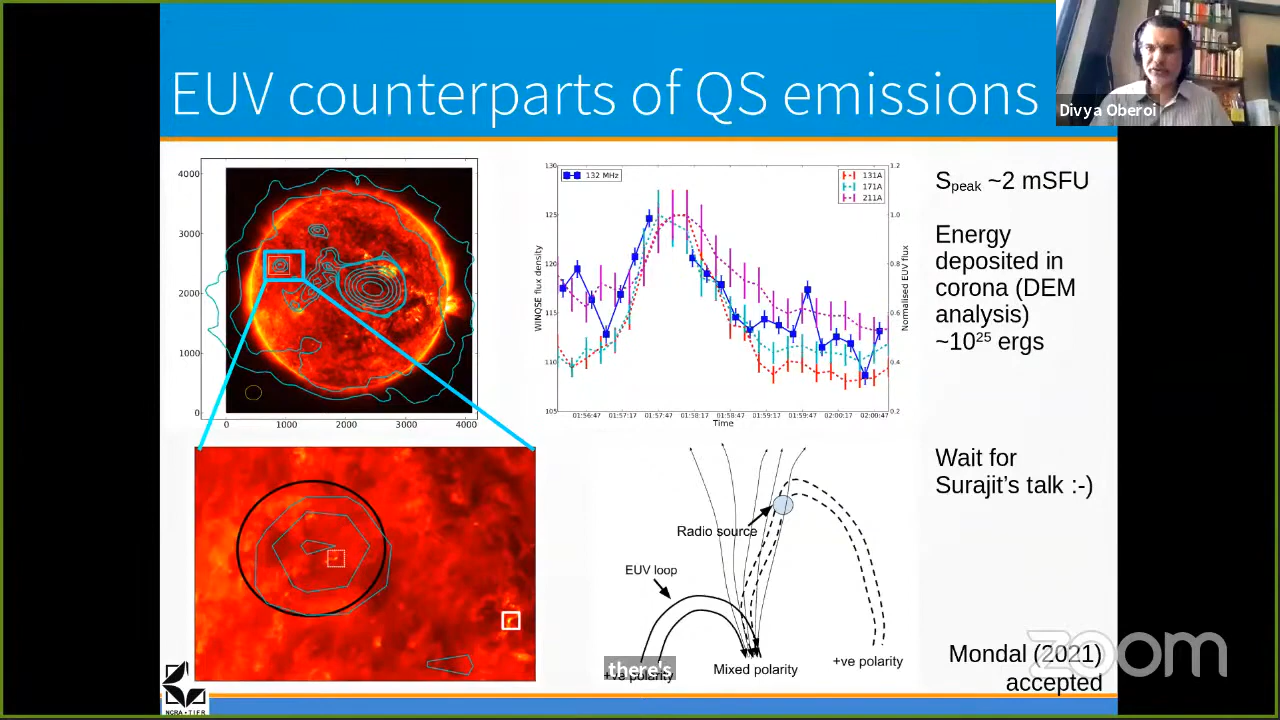 EUV counterparts of QS emissions
Divya Oberoi
4000
3000
2000
1000
0
0 1000 2000 3000 4000
130
125
120
115
110
105
WINQSE flux density
132 MHz
131A
171A
211A
1.2
1.0
0.8
0.6
0.4
0.2
Normalised EUV flux
01:56:47 01:57:17 01:57:47 01:58:17 01:58:47 01:59:17 01:59:47 02:00:17 02:00:47
Time
Speak ~2 mSFU
Energy
deposited in
corona (DEM
analysis)
~10²⁵ ergs
Wait for
Surajit's talk :-)
Radio source
EUV loop
there's
+ve polarity
Mixed polarity
+ve polarity
Mondal (2021)
accepted
zoom
NCRA • TIFR